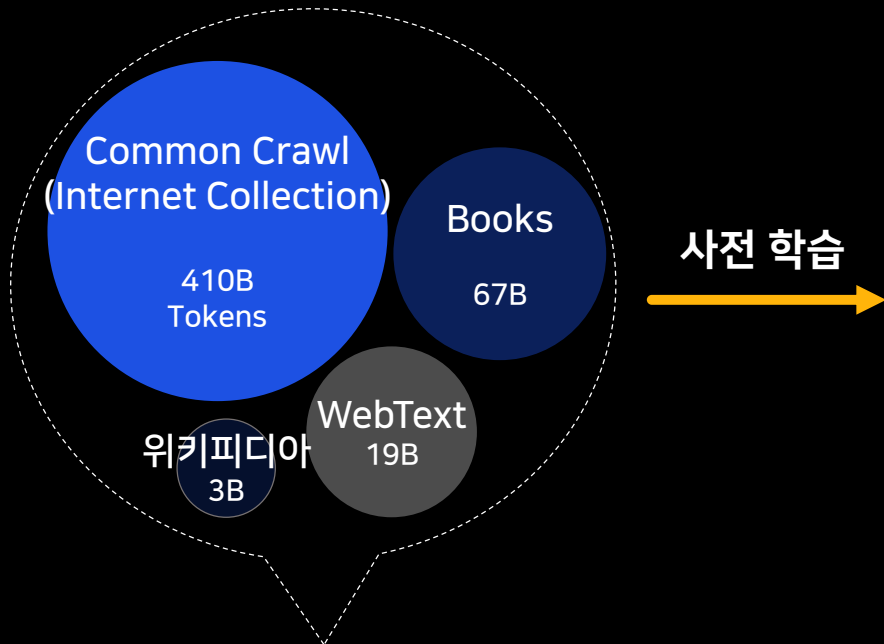 Common Crawl
(Internet Collection)
410B
Tokens
Books
67B
WebText
19B
위키피디아
3B
사전 학습